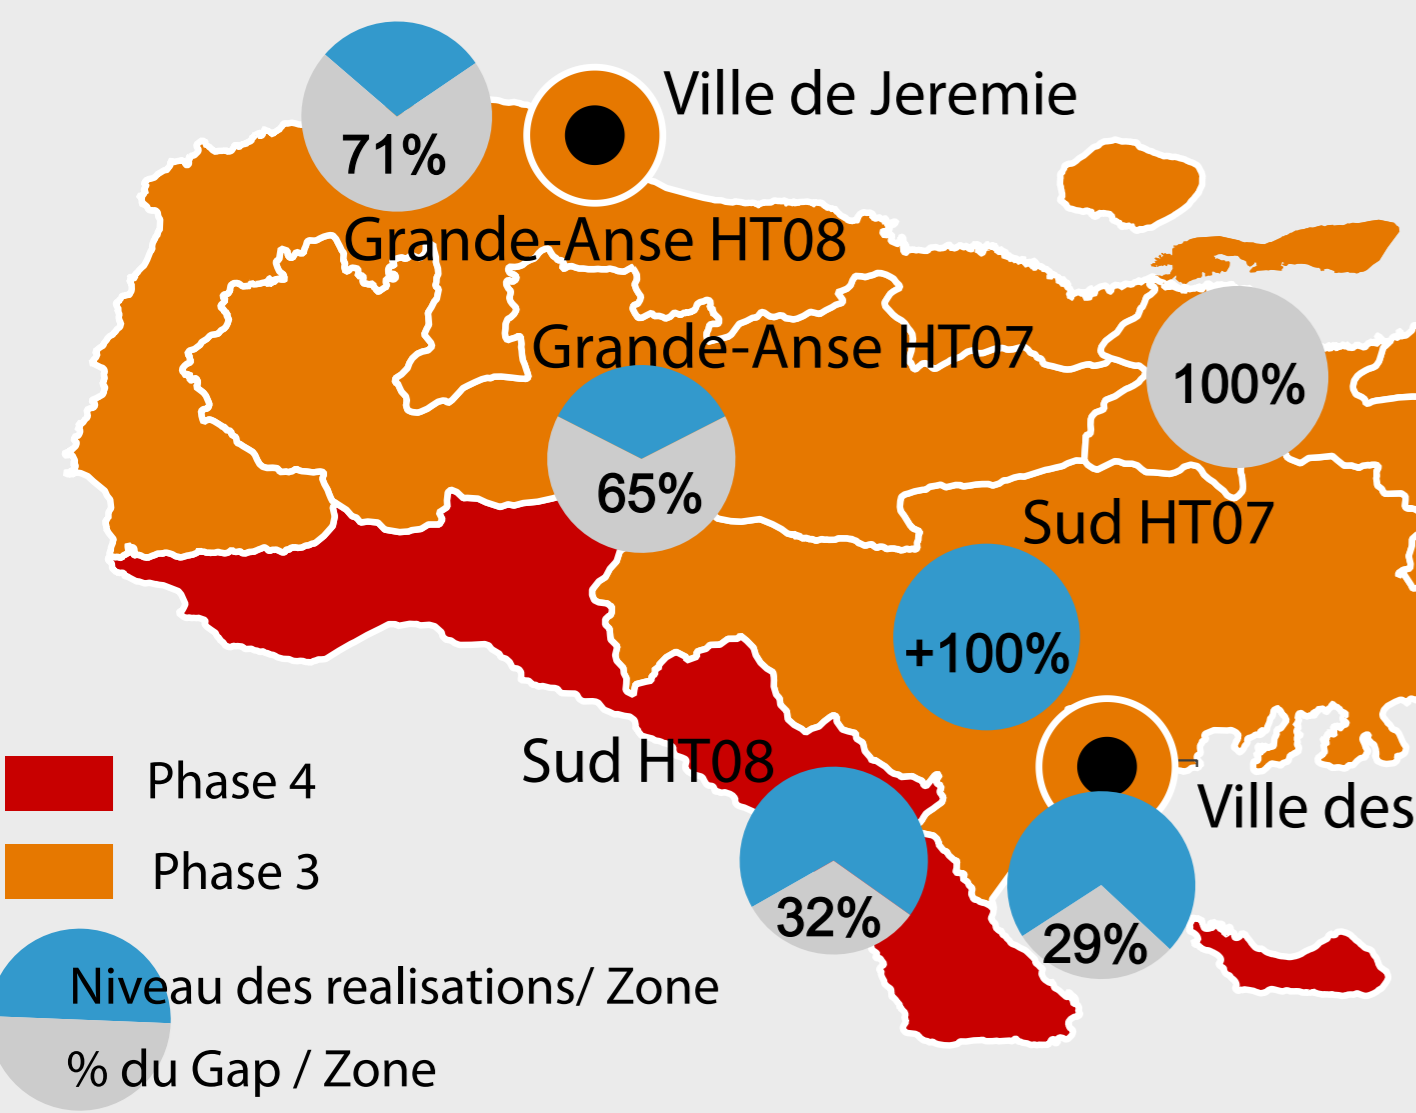 Ville de Jeremie
71%
Grande-Anse HT08
Grande-Anse HT07
100%
65%
Sud HT07
+100%
Sud HT08
Ville des
32%
29%
Phase 4
Phase 3
Niveau des realisations/ Zone
% du Gap / Zone